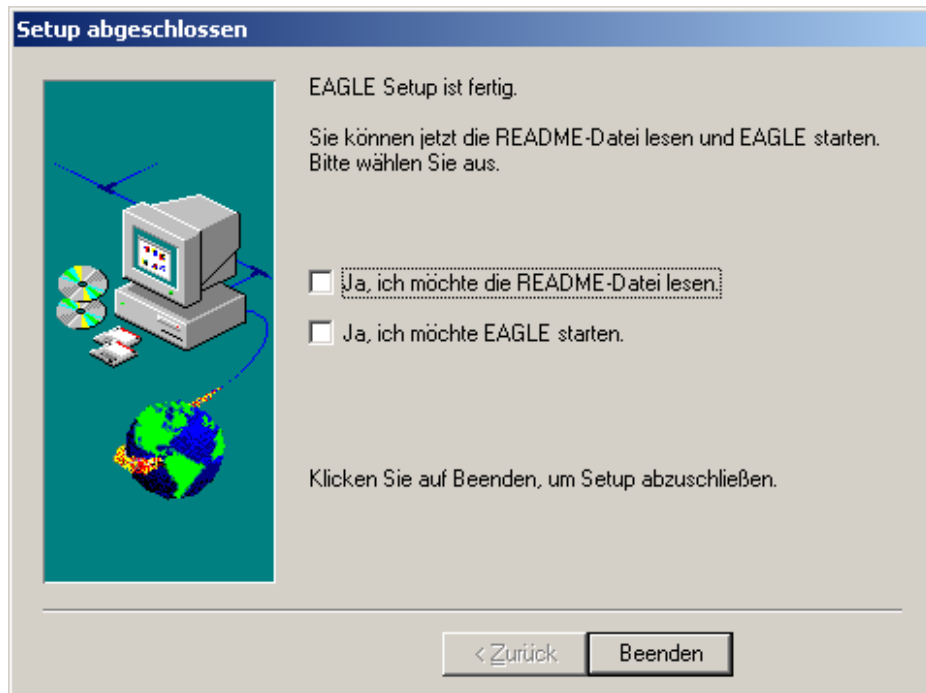 Setup abgeschlossen
EAGLE Setup ist fertig.
Sie können jetzt die README-Datei lesen und EAGLE starten.
Bitte wählen Sie aus.
Ja, ich möchte die README-Datei lesen.
Ja, ich möchte EAGLE starten.
Klicken Sie auf Beenden, um Setup abzuschließen.
< Zurück
Beenden